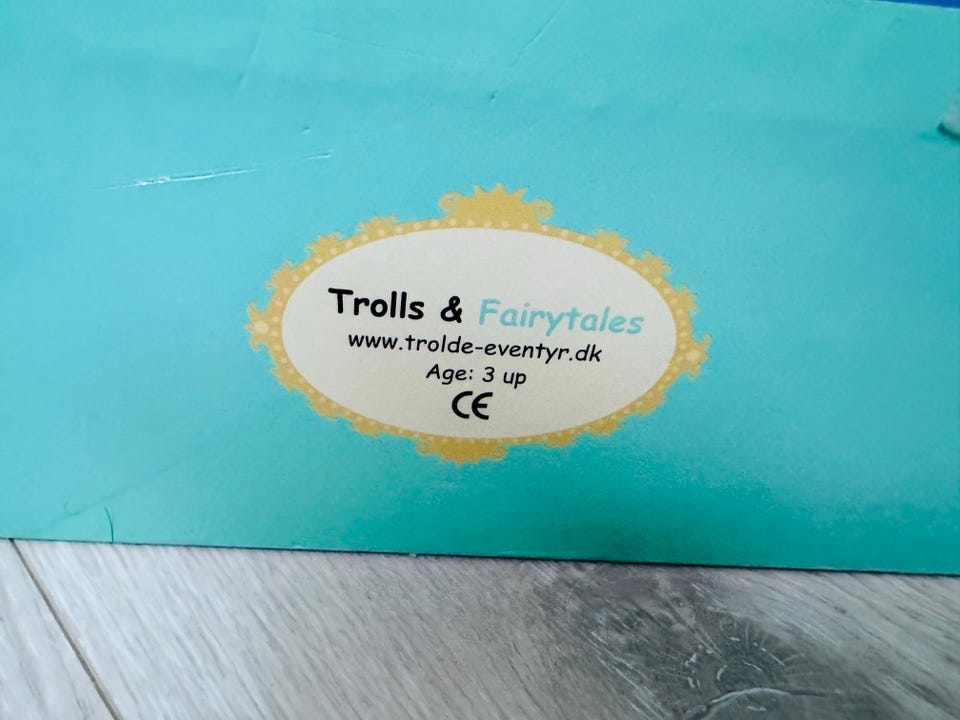 Trolls & Fairytales
www.trolde-eventyr.dk
Age: 3 up
CE